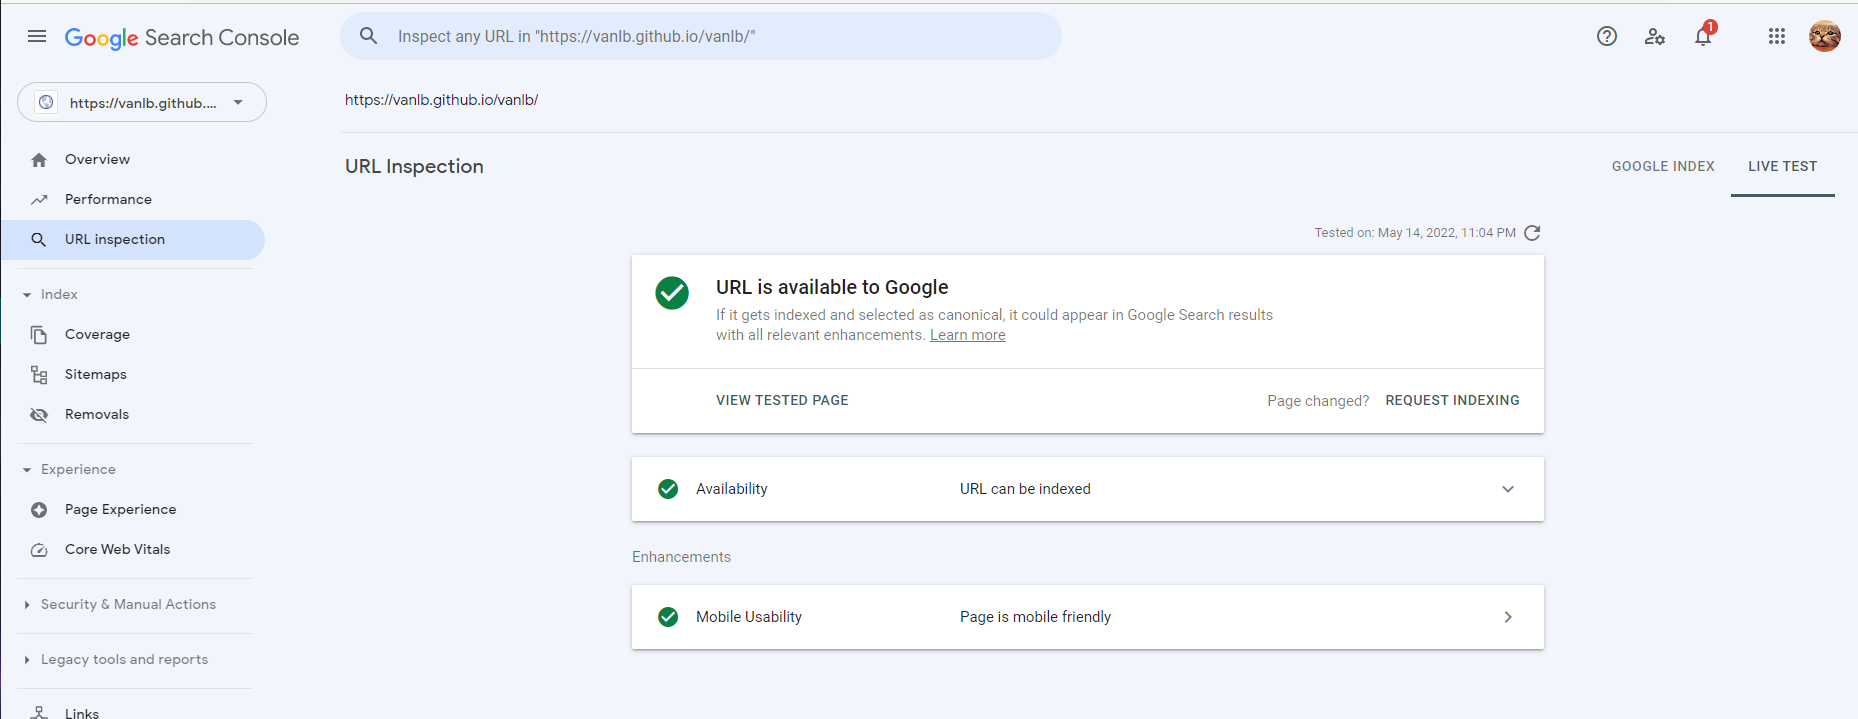 Google Search Console
Inspect any URL in "https://vanlb.github.io/vanlb/"
1
https://vanlb.github....
https://vanlb.github.io/vanlb/
Overview
Performance
URL inspection
Index
Coverage
Sitemaps
Removals
Experience
Page Experience
Core Web Vitals
Security & Manual Actions
Legacy tools and reports
Links
URL Inspection
GOOGLE INDEX
LIVE TEST
Tested on: May 14, 2022, 11:04 PM
URL is available to Google
If it gets indexed and selected as canonical, it could appear in Google Search results
with all relevant enhancements. Learn more
VIEW TESTED PAGE
Page changed? REQUEST INDEXING
Availability
URL can be indexed
Enhancements
Mobile Usability
Page is mobile friendly